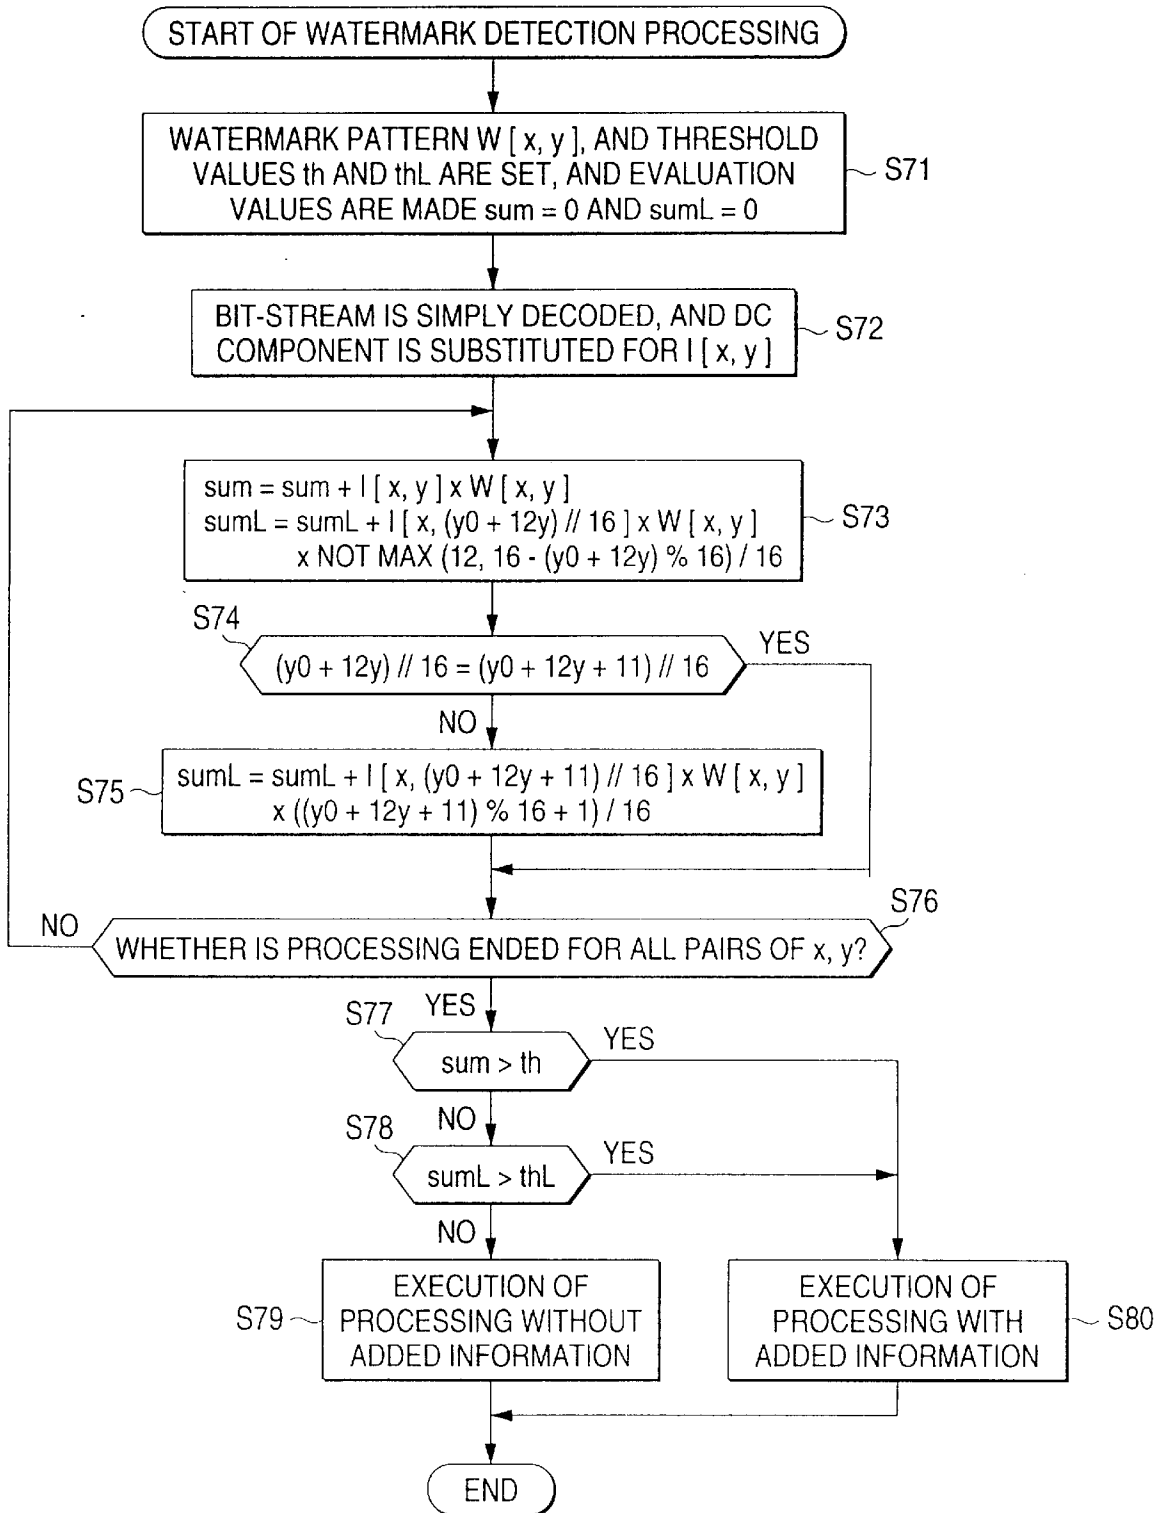 START OF WATERMARK DETECTION PROCESSING
WATERMARK PATTERN W [ x, y ], AND THRESHOLD
VALUES th AND thL ARE SET, AND EVALUATION
VALUES ARE MADE sum = 0 AND sumL = 0
S71
BIT-STREAM IS SIMPLY DECODED, AND DC
COMPONENT IS SUBSTITUTED FOR I [ x, y ]
S72
sum = sum + I [ x, y ] x W [ x, y ]
sumL = sumL + I [ x, (y0 + 12y) // 16 ] x W [ x, y ]
x NOT MAX (12, 16 - (y0 + 12y) % 16) / 16
S73
S74
(y0 + 12y) // 16 = (y0 + 12y + 11) // 16
YES
NO
S75
sumL = sumL + I [ x, (y0 + 12y + 11) // 16 ] x W [ x, y ]
x ((y0 + 12y + 11) % 16 + 1) / 16
S76
NO
WHETHER IS PROCESSING ENDED FOR ALL PAIRS OF x, y?
YES
S77
sum > th
YES
NO
S78
sumL > thL
YES
NO
S79
EXECUTION OF
PROCESSING WITHOUT
ADDED INFORMATION
EXECUTION OF
PROCESSING WITH
ADDED INFORMATION
S80
END